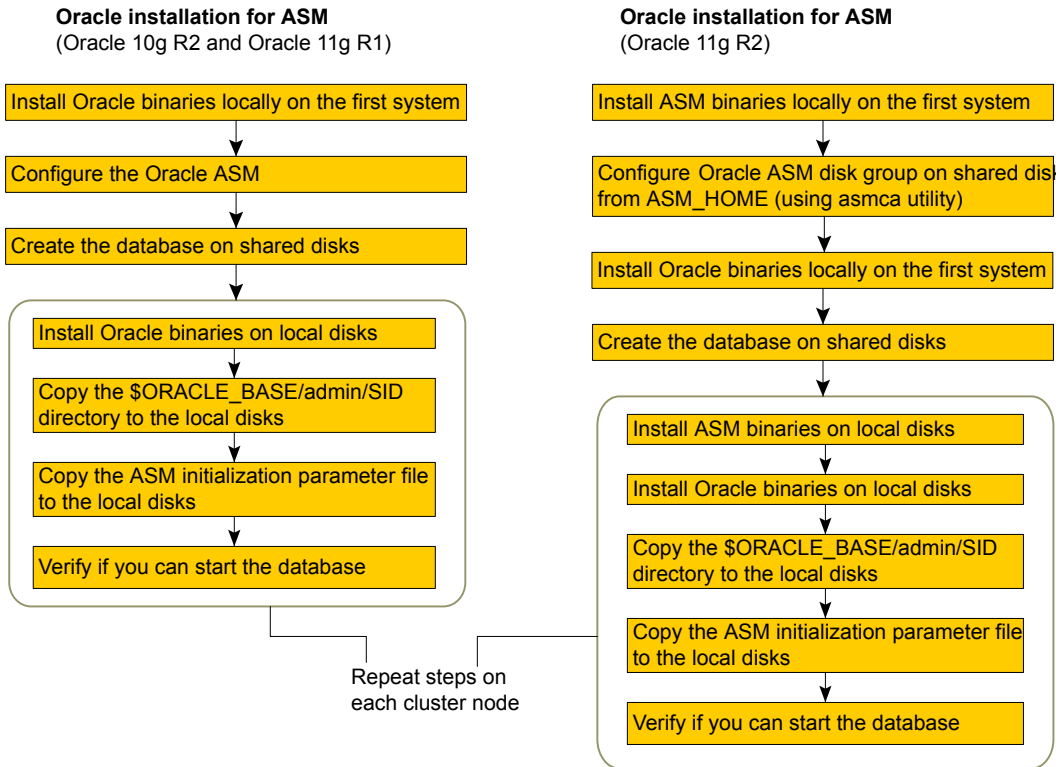 Oracle installation for ASM
(Oracle 10g R2 and Oracle 11g R1)
Install Oracle binaries locally on the first system
Configure the Oracle ASM
Create the database on shared disks
Install Oracle binaries on local disks
Copy the $ORACLE_BASE/admin/SID
directory to the local disks
Copy the ASM initialization parameter file
to the local disks
Verify if you can start the database
Oracle installation for ASM
(Oracle 11g R2)
Install ASM binaries locally on the first system
Configure Oracle ASM disk group on shared disk
from ASM_HOME (using asmca utility)
Install Oracle binaries locally on the first system
Create the database on shared disks
Install ASM binaries on local disks
Install Oracle binaries on local disks
Copy the $ORACLE_BASE/admin/SID
directory to the local disks
Copy the ASM initialization parameter file
to the local disks
Verify if you can start the database
Repeat steps on
each cluster node